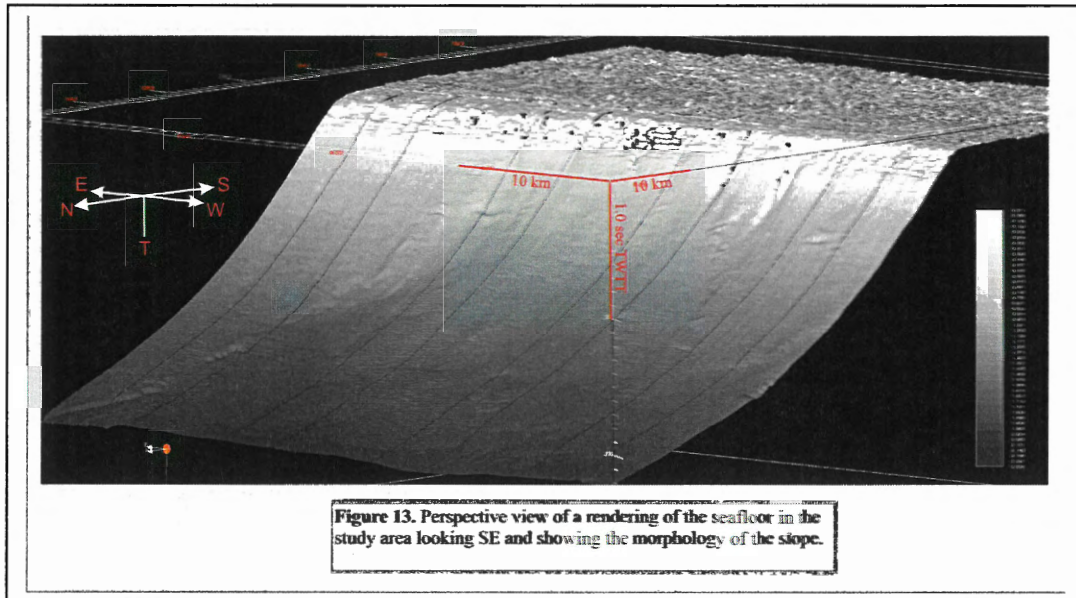 E S
N W
T
10 km 10 km
1.0 sec TWTT
Figure 13. Perspective view of a rendering of the seafloor in the
study area looking SE and showing the morphology of the slope.